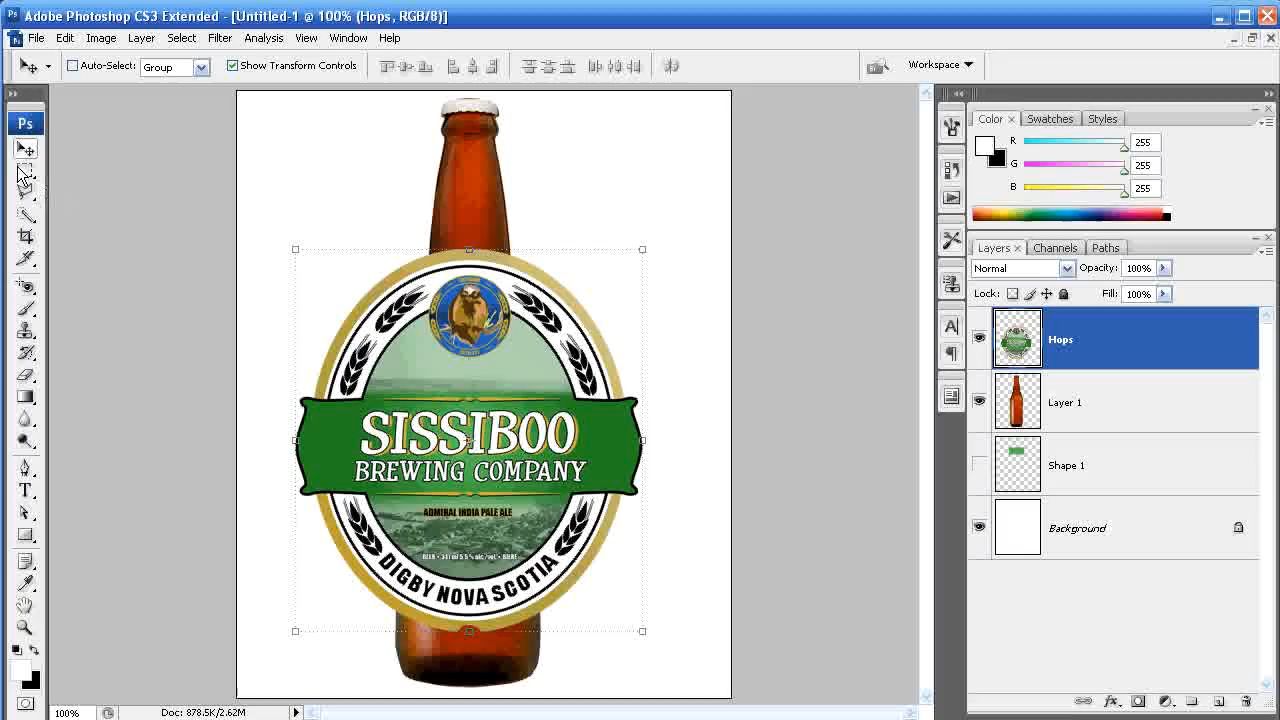 Adobe Photoshop CS3 Extended - [Untitled-1 @ 100% (Hops, RGB/8)]
File Edit Image Layer Select Filter Analysis View Window Help
Auto-Select: Group Show Transform Controls Workspace
Ps
Color Swatches Styles
R 255
G 255
B 255
Layers Channels Paths
Normal Opacity: 100%
Lock: Fill: 100%
Hops
Layer 1
Shape 1
Background
SISSIBOO
BREWING COMPANY
ADMIRAL INDIA PALE ALE
DIGBY NOVA SCOTIA
100% Doc: 878.5K/2.62M